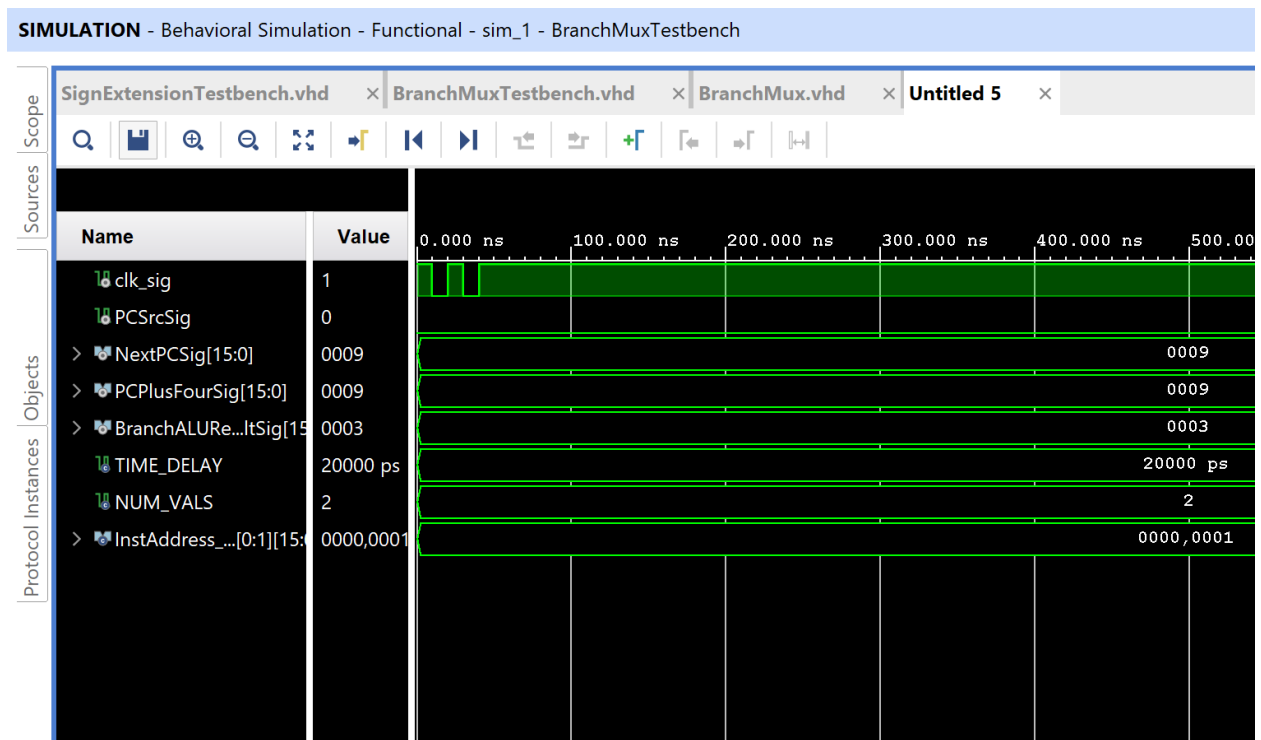 SIMULATION - Behavioral Simulation - Functional - sim_1 - BranchMuxTestbench
SignExtensionTestbench.vhd × BranchMuxTestbench.vhd × BranchMux.vhd × Untitled 5 ×
Scope
Sources
Objects
Protocol Instances
Name Value
0.000 ns 100.000 ns 200.000 ns 300.000 ns 400.000 ns 500.00
clk_sig 1
PCSrcSig 0
NextPCSig[15:0] 0009 0009
PCPlusFourSig[15:0] 0009 0009
BranchALURe...ltSig[15 0003 0003
TIME_DELAY 20000 ps 20000 ps
NUM_VALS 2 2
InstAddress_...[0:1][15: 0000,0001 0000,0001